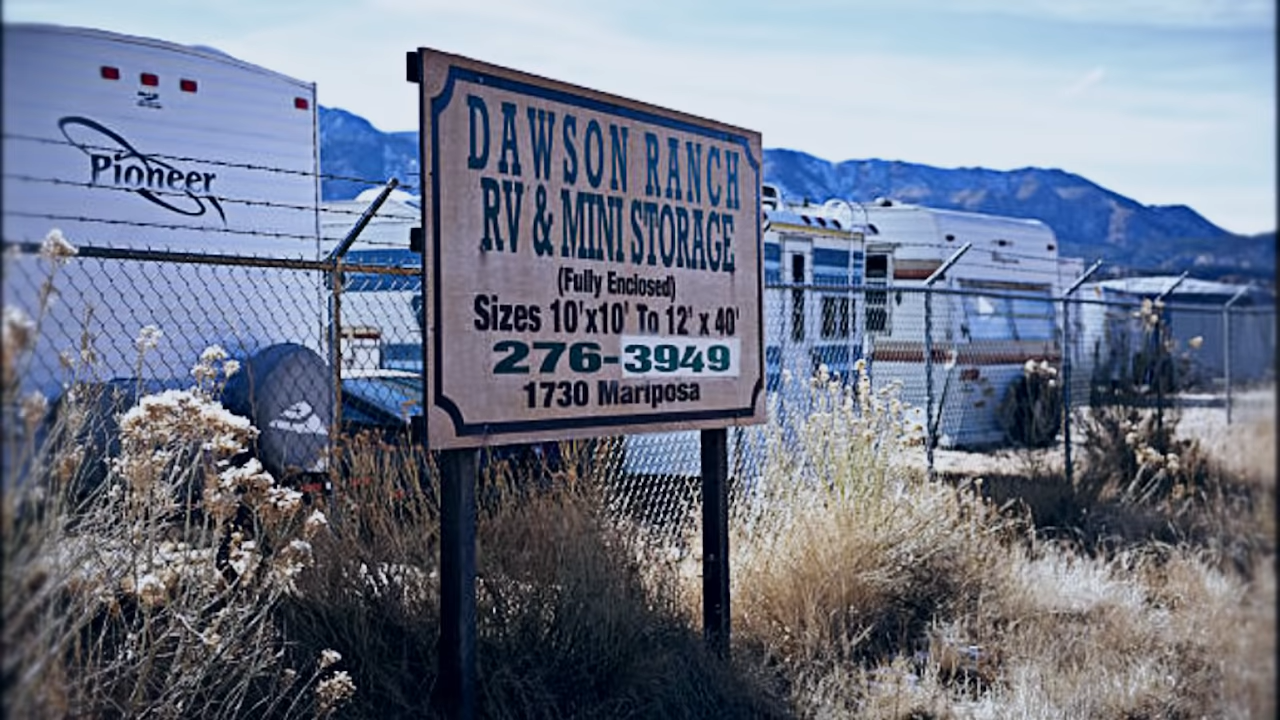 Pioneer
DAWSON RANCH
RV & MINI STORAGE
(Fully Enclosed)
Sizes 10'x10' To 12' x 40'
276-3949
1730 Mariposa